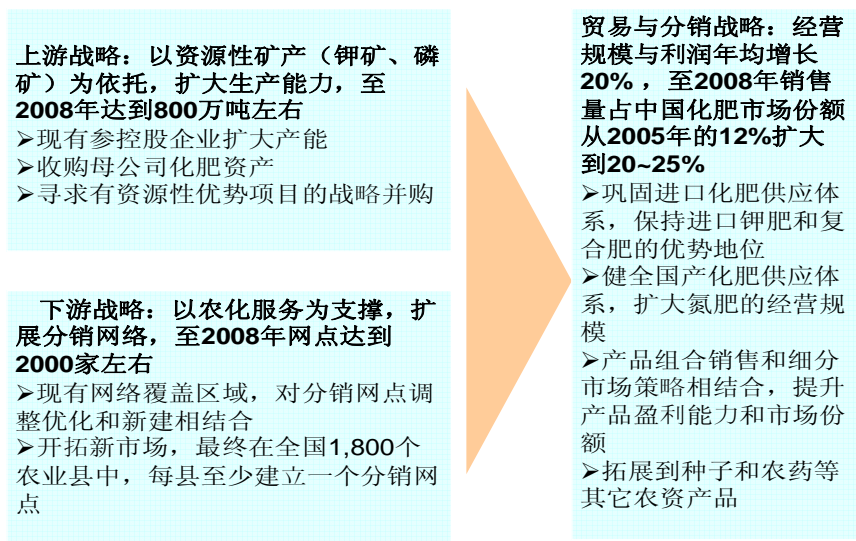 上游战略：以资源性矿产（钾矿、磷
矿）为依托，扩大生产能力，至
2008年达到800万吨左右
➢现有参控股企业扩大产能
➢收购母公司化肥资产
➢寻求有资源性优势项目的战略并购
下游战略：以农化服务为支撑，扩
展分销网络，至2008年网点达到
2000家左右
➢现有网络覆盖区域，对分销网点调
整优化和新建相结合
➢开拓新市场，最终在全国1,800个
农业县中，每县至少建立一个分销网
点
贸易与分销战略：经营
规模与利润年均增长
20%，至2008年销售
量占中国化肥市场份额
从2005年的12%扩大
到20~25%
➢巩固进口化肥供应体
系，保持进口钾肥和复
合肥的优势地位
➢健全国产化肥供应体
系，扩大氮肥的经营规
模
➢产品组合销售和细分
市场策略相结合，提升
产品盈利能力和市场份
额
➢拓展到种子和农药等
其它农资产品